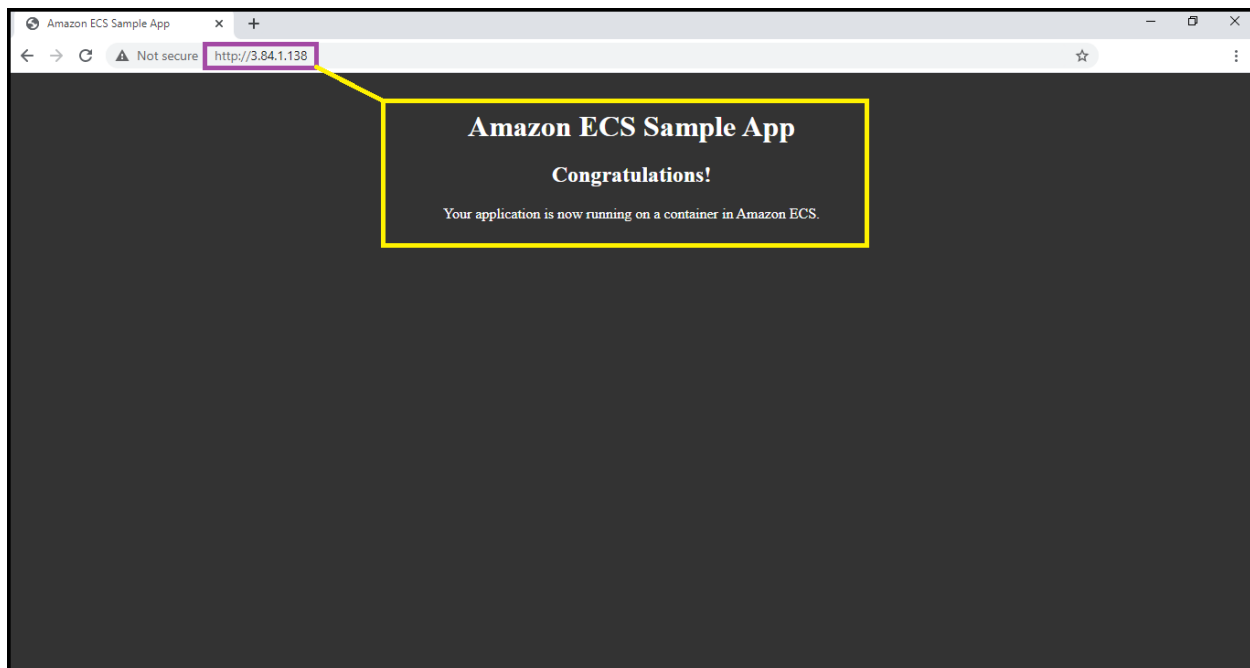 Amazon ECS Sample App
Not secure
http://3.84.1.138
Amazon ECS Sample App
Congratulations!
Your application is now running on a container in Amazon ECS.